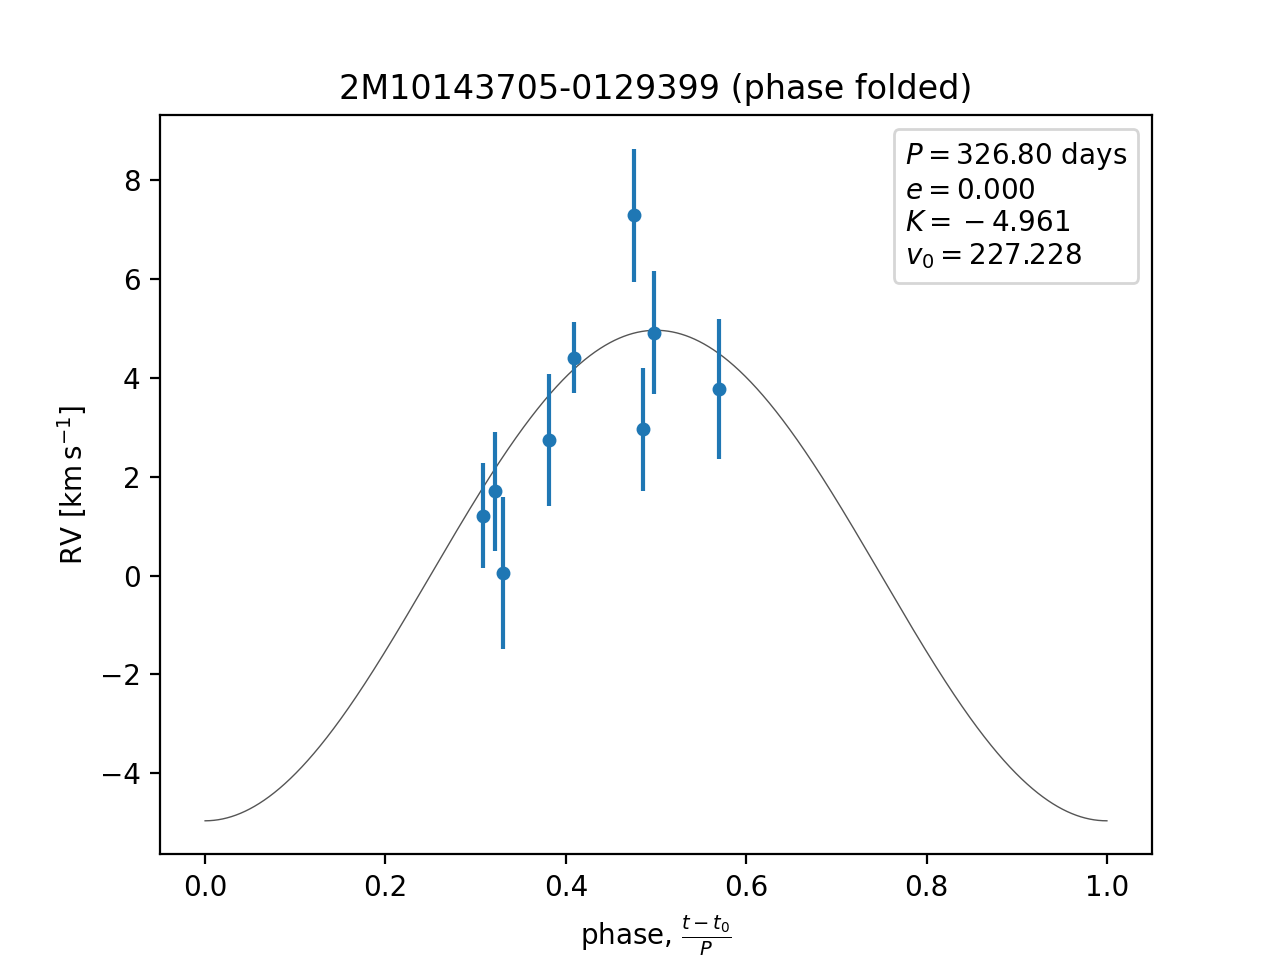 2M10143705-0129399 (phase folded)
P = 326.80 days
e = 0.000
K = −4.961
v₀ = 227.228
8
6
4
2
0
−2
−4
RV [km s⁻¹]
0.0 0.2 0.4 0.6 0.8 1.0
phase, (t − t₀)/P